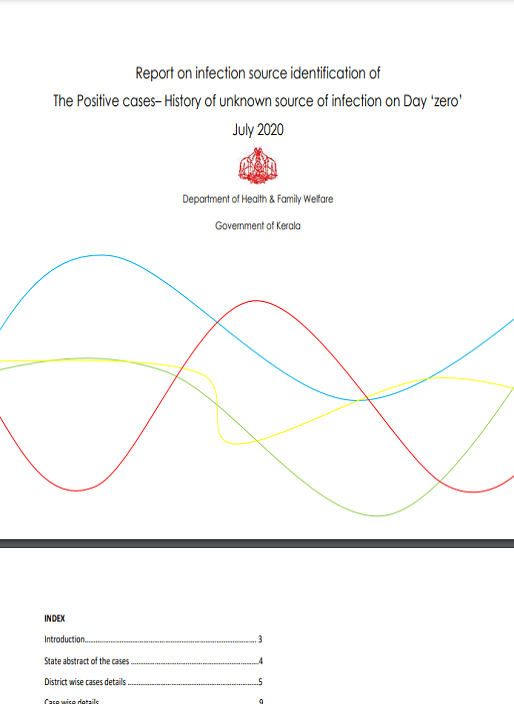 Report on infection source identification of
The Positive cases– History of unknown source of infection on Day ‘zero’
July 2020
Department of Health & Family Welfare
Government of Kerala
INDEX
Introduction.......................................................................... 3
State abstract of the cases .......................................................4
District wise cases details .........................................................5
Case wise details.....................................................................9